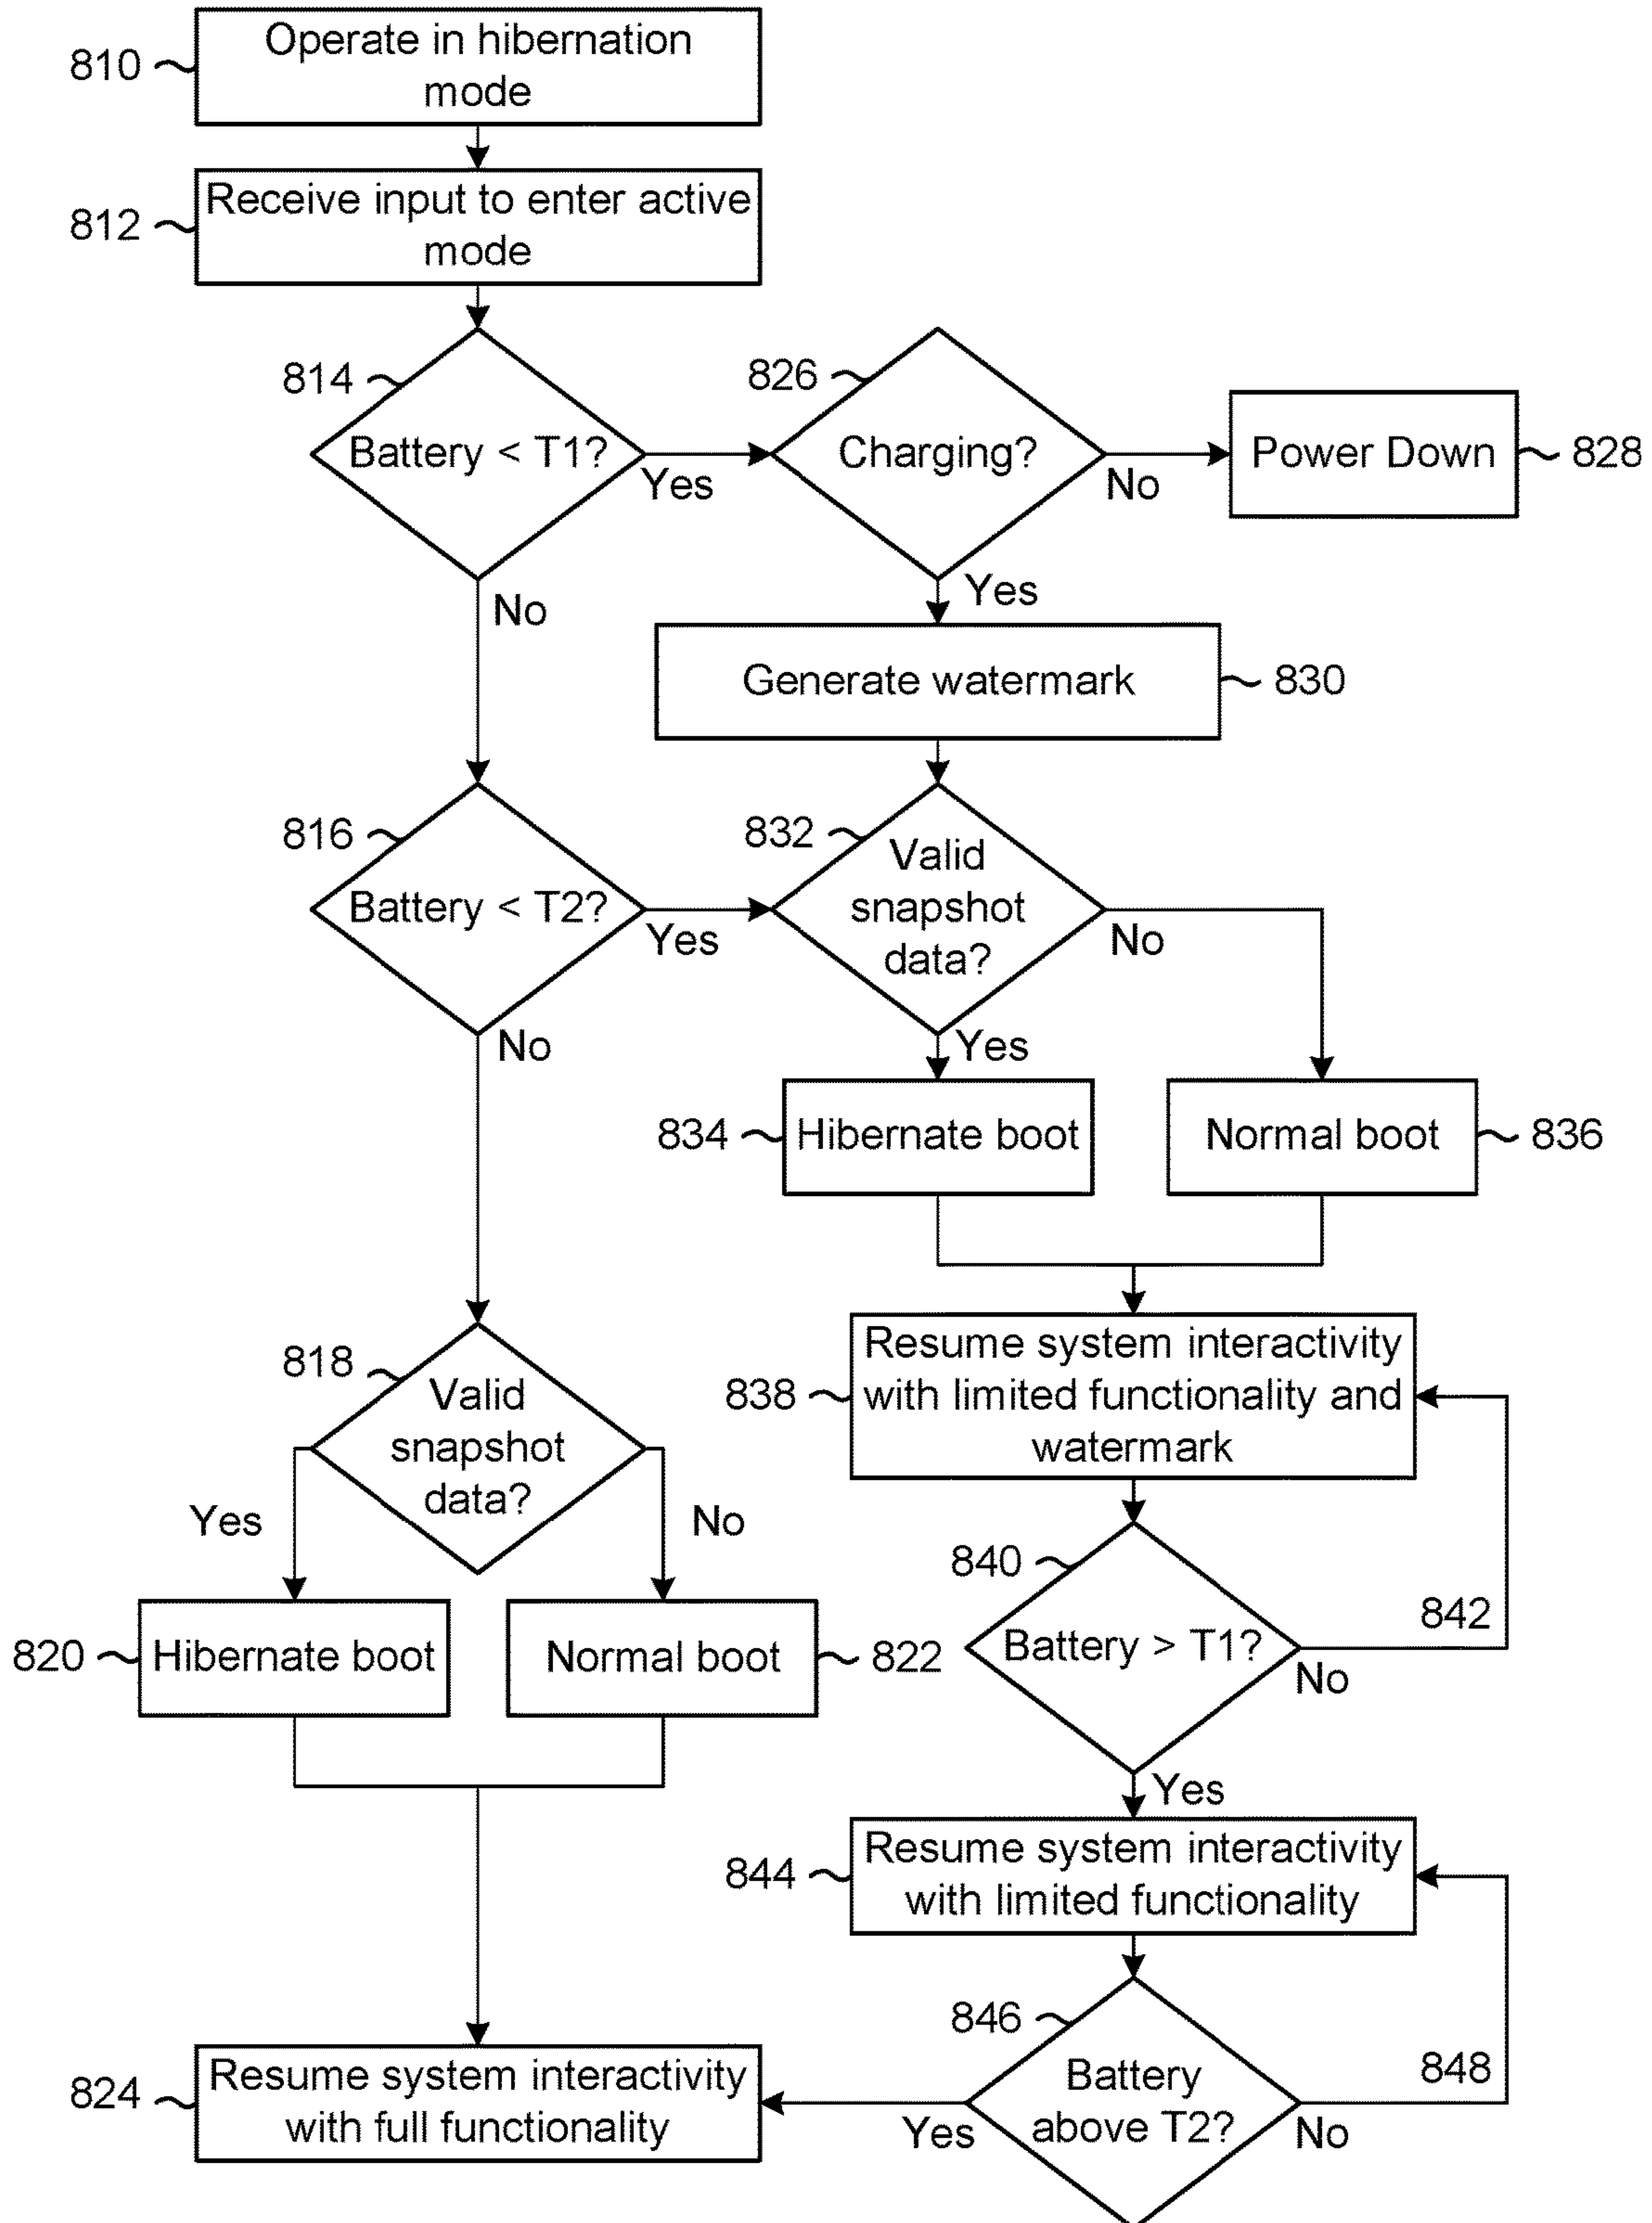 Operate in hibernation
mode
810
Receive input to enter active
mode
812
814
Battery < T1?
Yes
No
826
Charging?
No
Yes
Power Down
828
Generate watermark
830
816
Battery < T2?
Yes
No
832
Valid
snapshot
data?
No
Yes
834
Hibernate boot
Normal boot
836
818
Valid
snapshot
data?
Yes
No
820
Hibernate boot
Normal boot
822
Resume system interactivity
with limited functionality and
watermark
838
840
Battery > T1?
842
No
Yes
844
Resume system interactivity
with limited functionality
846
Battery
above T2?
848
No
Yes
824
Resume system interactivity
with full functionality